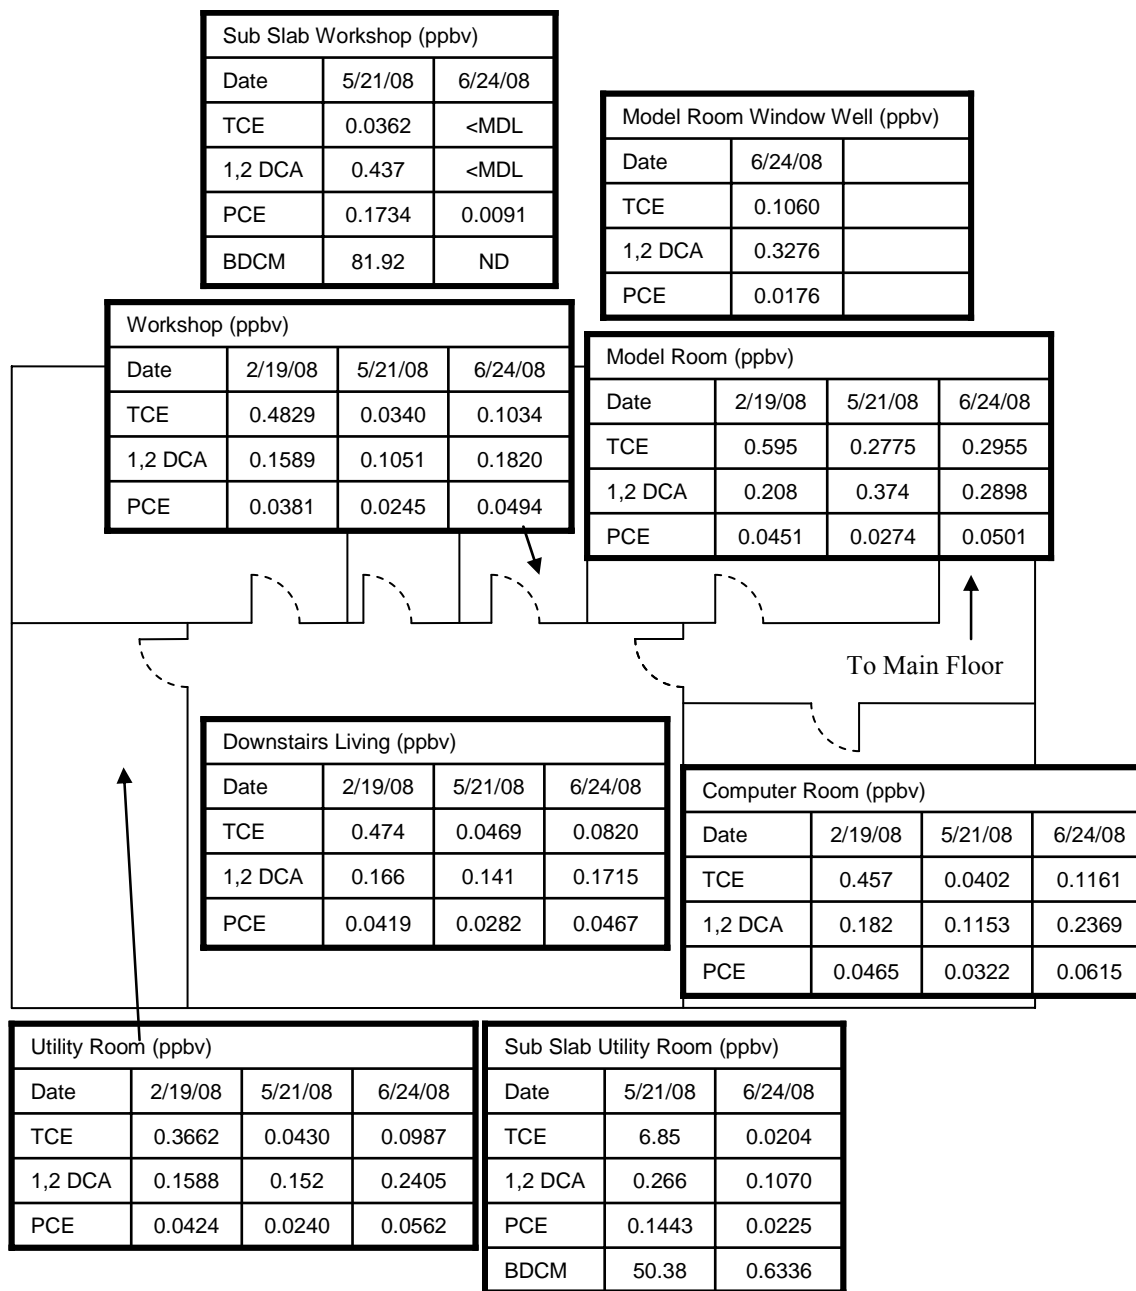 Sub Slab Workshop (ppbv)
Date 5/21/08 6/24/08
TCE 0.0362 <MDL
1,2 DCA 0.437 <MDL
PCE 0.1734 0.0091
BDCM 81.92 ND
Model Room Window Well (ppbv)
Date 6/24/08
TCE 0.1060
1,2 DCA 0.3276
PCE 0.0176
Workshop (ppbv)
Date 2/19/08 5/21/08 6/24/08
TCE 0.4829 0.0340 0.1034
1,2 DCA 0.1589 0.1051 0.1820
PCE 0.0381 0.0245 0.0494
Model Room (ppbv)
Date 2/19/08 5/21/08 6/24/08
TCE 0.595 0.2775 0.2955
1,2 DCA 0.208 0.374 0.2898
PCE 0.0451 0.0274 0.0501
To Main Floor
Downstairs Living (ppbv)
Date 2/19/08 5/21/08 6/24/08
TCE 0.474 0.0469 0.0820
1,2 DCA 0.166 0.141 0.1715
PCE 0.0419 0.0282 0.0467
Computer Room (ppbv)
Date 2/19/08 5/21/08 6/24/08
TCE 0.457 0.0402 0.1161
1,2 DCA 0.182 0.1153 0.2369
PCE 0.0465 0.0322 0.0615
Utility Room (ppbv)
Date 2/19/08 5/21/08 6/24/08
TCE 0.3662 0.0430 0.0987
1,2 DCA 0.1588 0.152 0.2405
PCE 0.0424 0.0240 0.0562
Sub Slab Utility Room (ppbv)
Date 5/21/08 6/24/08
TCE 6.85 0.0204
1,2 DCA 0.266 0.1070
PCE 0.1443 0.0225
BDCM 50.38 0.6336